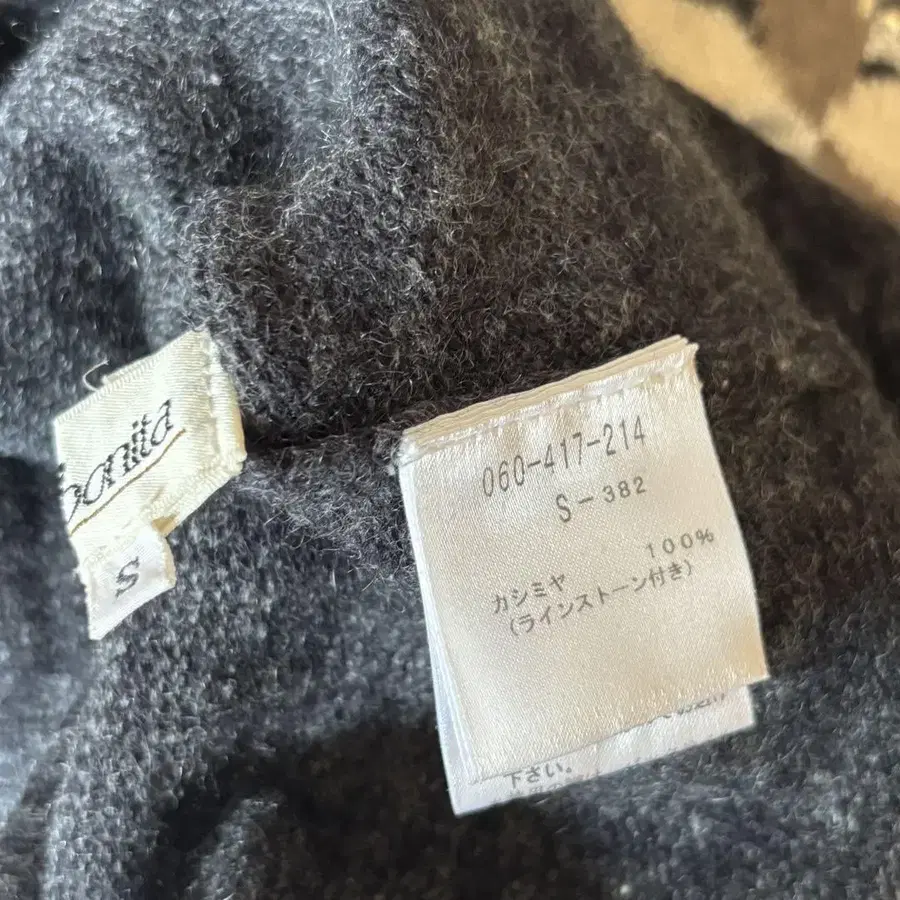 bonita
S
060-417-214
S-382
カシミヤ 100%
(ラインストーン付き)
下さい。